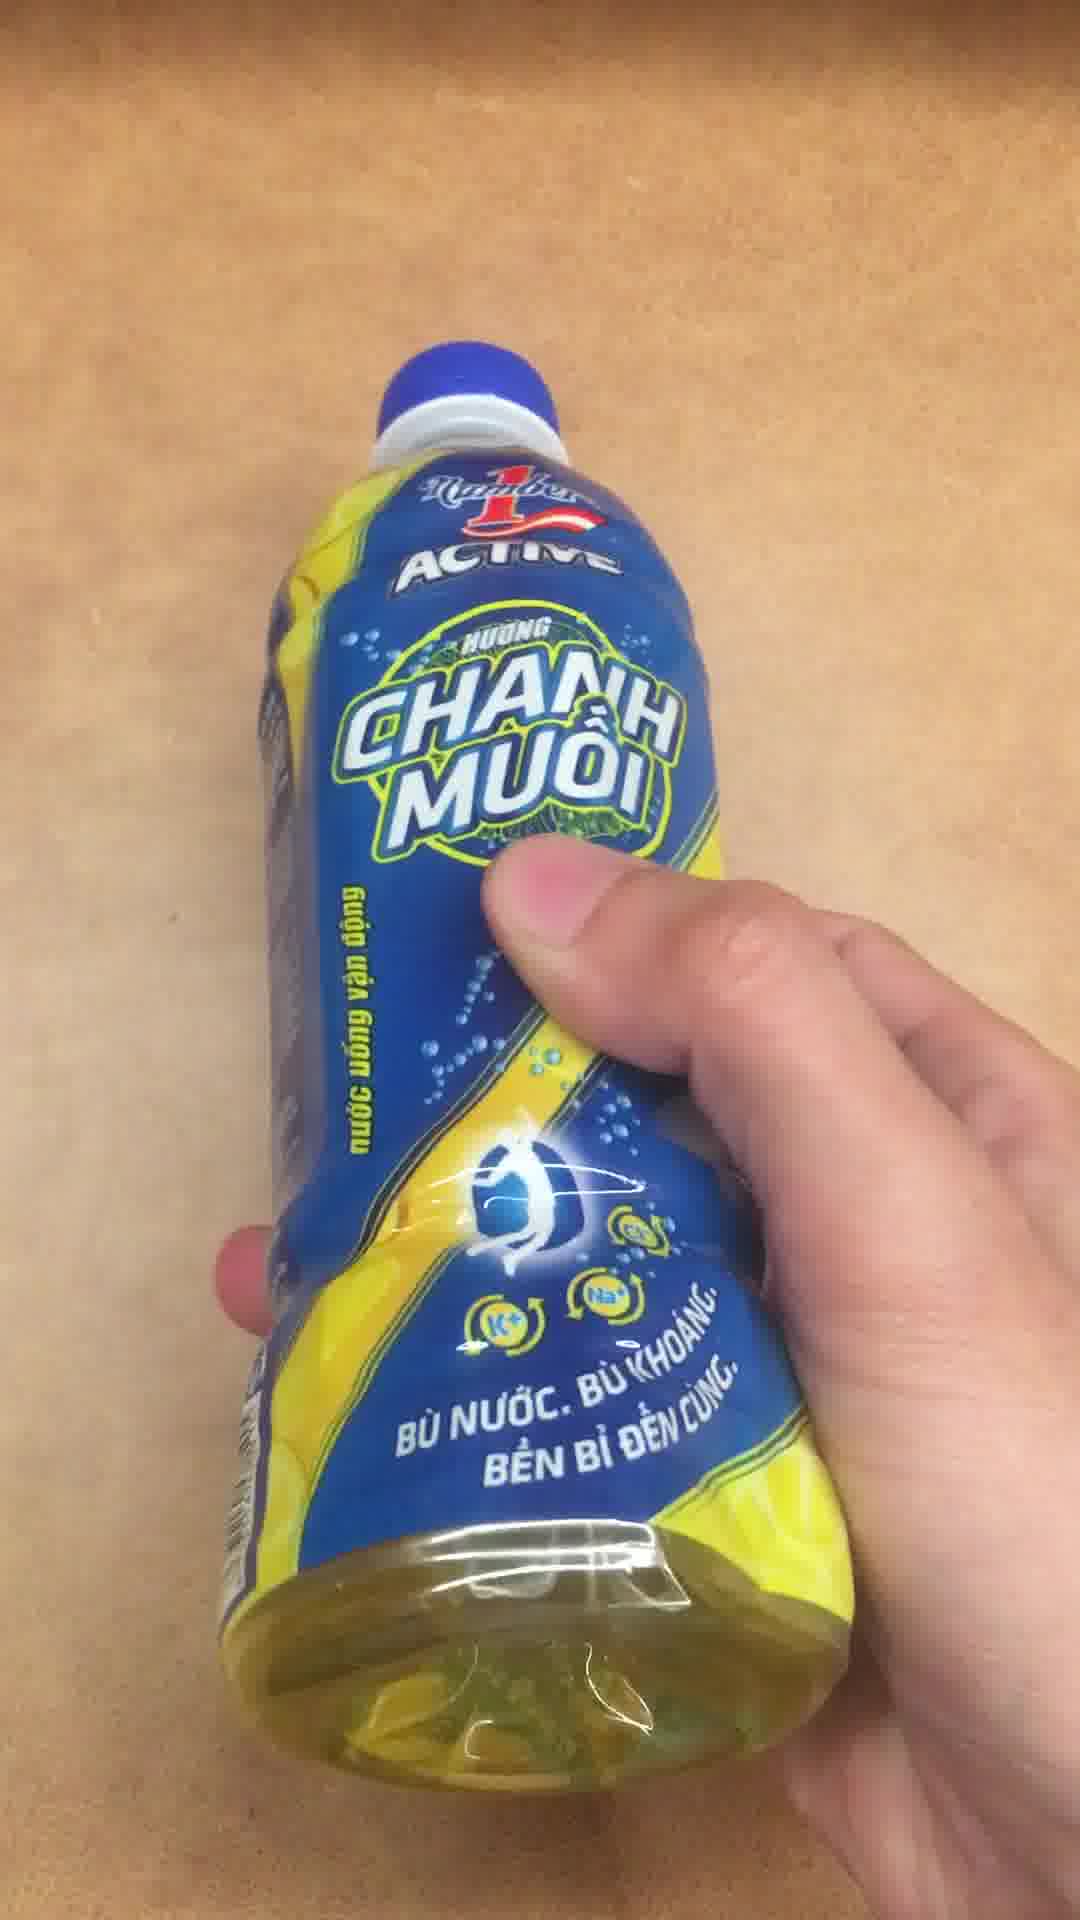 Number 1
ACTIVE
HƯƠNG
CHANH
MUỐI
nước uống vận động
K+
Na+
BÙ NƯỚC. BÙ KHOÁNG.
BỀN BỈ ĐẾN CÙNG.